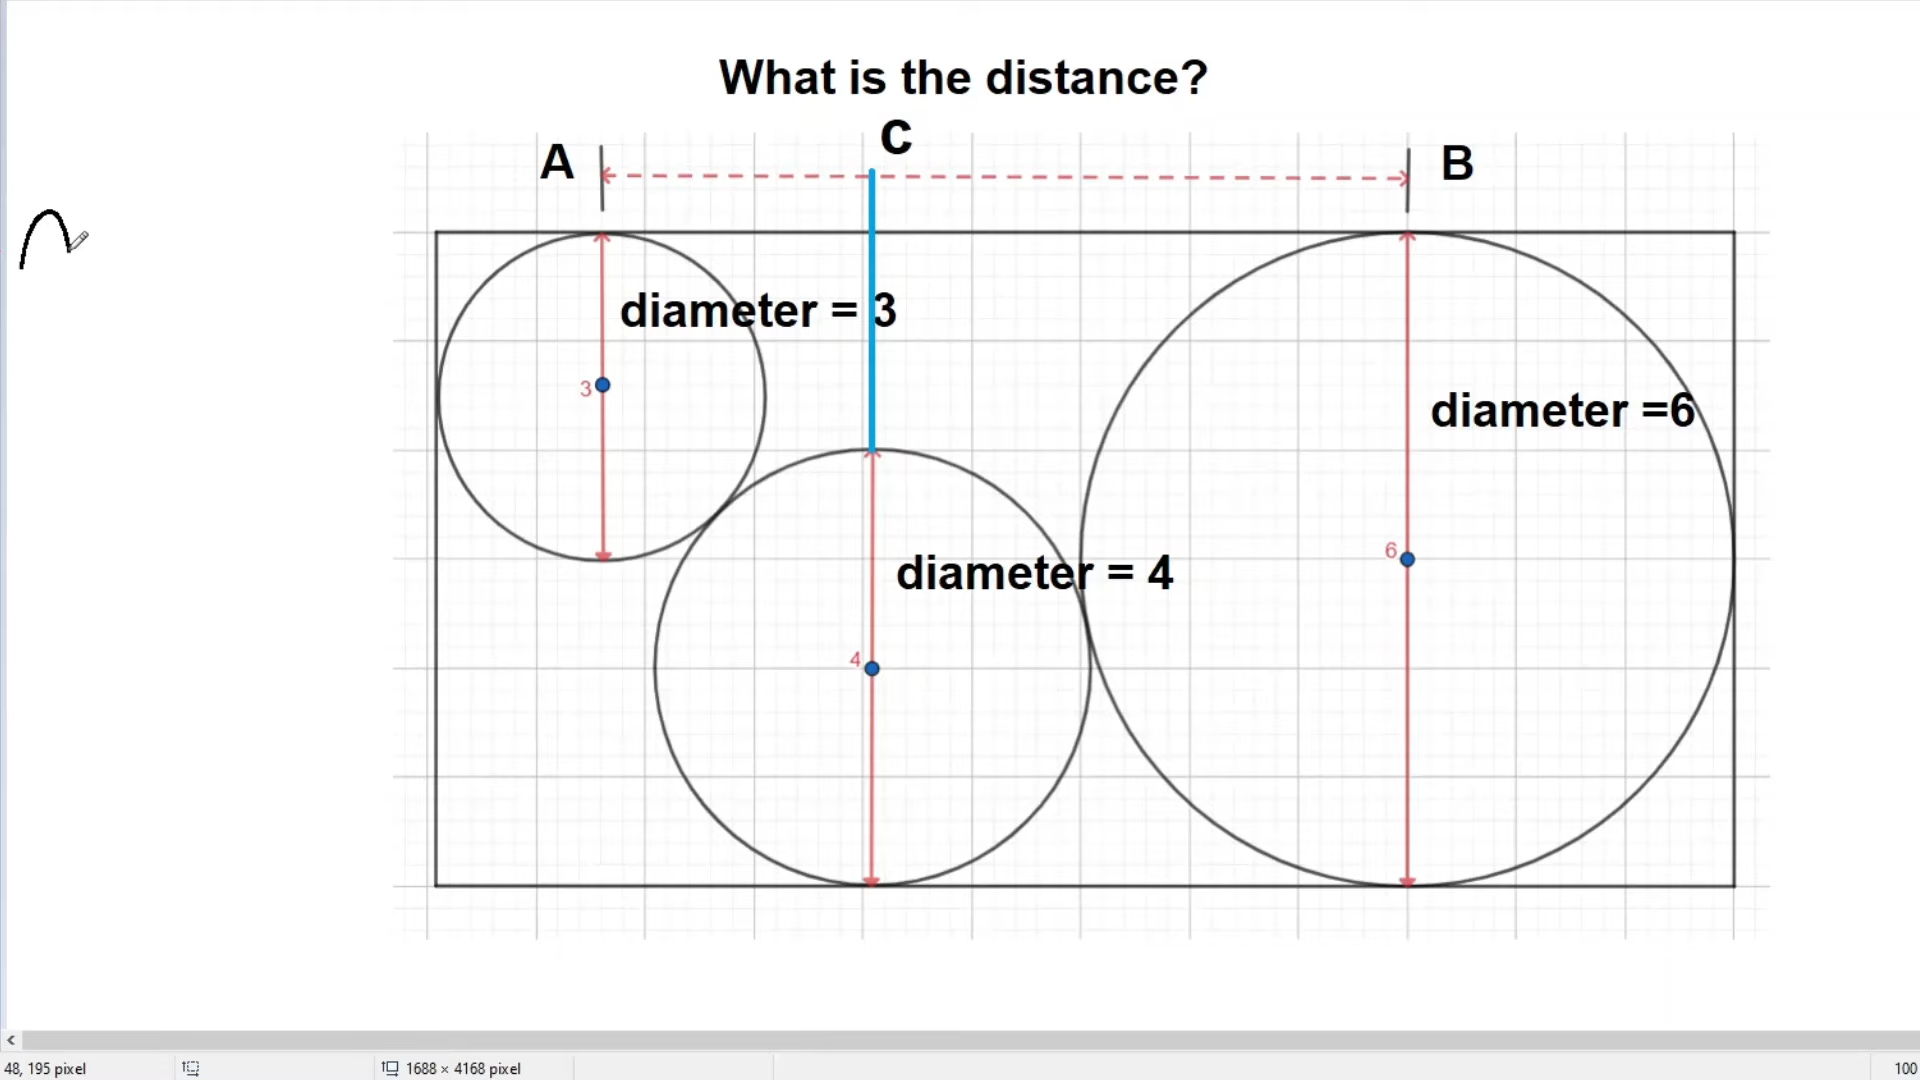 What is the distance?
A
C
B
diameter = 3
3
diameter =6
diameter = 4
6
4
48, 195 pixel
1688 × 4168 pixel
100